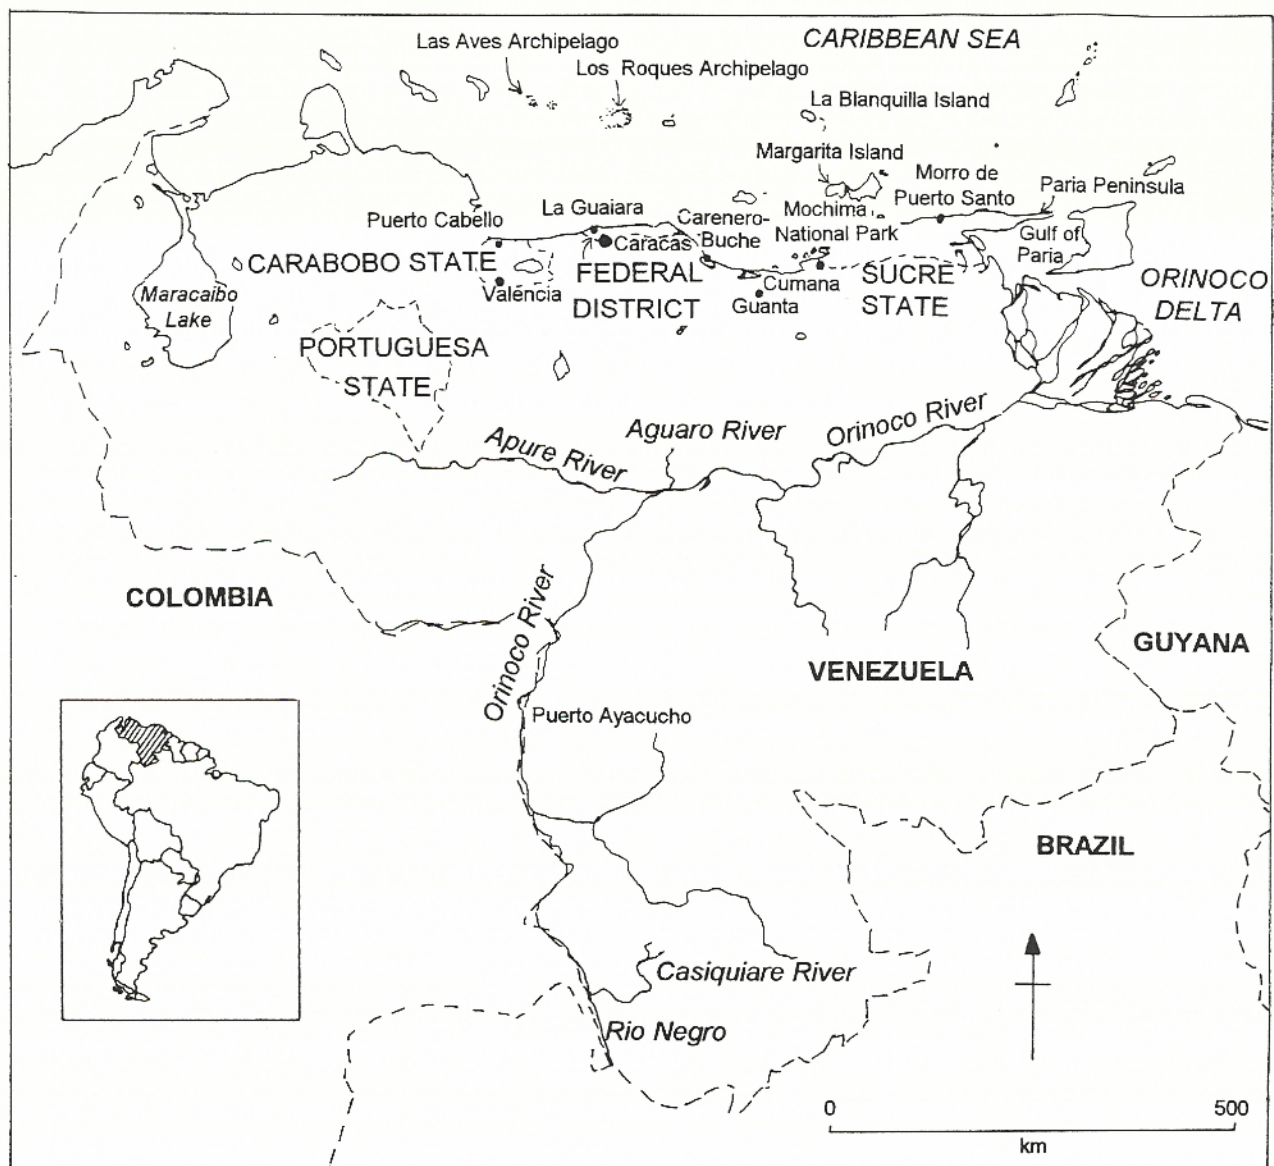 Las Aves Archipelago
CARIBBEAN SEA
Los Roques Archipelago
La Blanquilla Island
Margarita Island
Morro de
Puerto Santo
Paria Peninsula
Puerto Cabello
La Guaiara
Carenero-
Buche
Mochima
National Park
Caracas
Gulf of
Paria
CARABOBO STATE
FEDERAL
DISTRICT
Valencia
Cumana
Guanta
SUCRE
STATE
ORINOCO
DELTA
Maracaibo
Lake
PORTUGUESA
STATE
Apure River
Aguaro River
Orinoco River
COLOMBIA
Orinoco River
GUYANA
VENEZUELA
Puerto Ayacucho
BRAZIL
Casiquiare River
Rio Negro
0 500
km